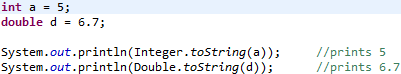 int a = 5;
double d = 6.7;
System.out.println(Integer.toString(a)); //prints 5
System.out.println(Double.toString(d)); //prints 6.7